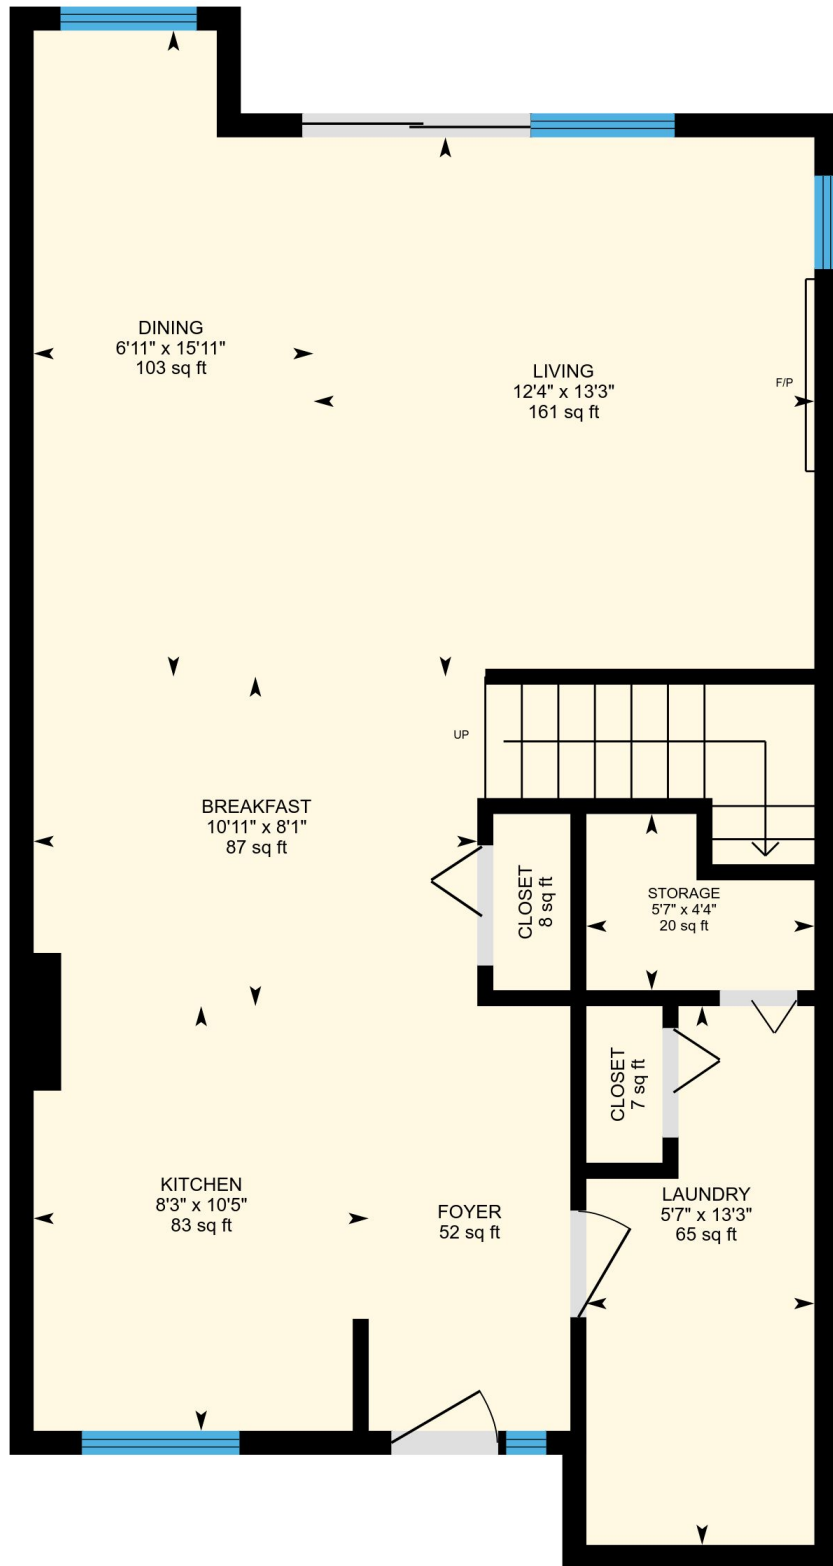 DINING
6'11" x 15'11"
103 sq ft
LIVING
12'4" x 13'3"
161 sq ft
F/P
UP
BREAKFAST
10'11" x 8'1"
87 sq ft
CLOSET
8 sq ft
STORAGE
5'7" x 4'4"
20 sq ft
CLOSET
7 sq ft
KITCHEN
8'3" x 10'5"
83 sq ft
FOYER
52 sq ft
LAUNDRY
5'7" x 13'3"
65 sq ft